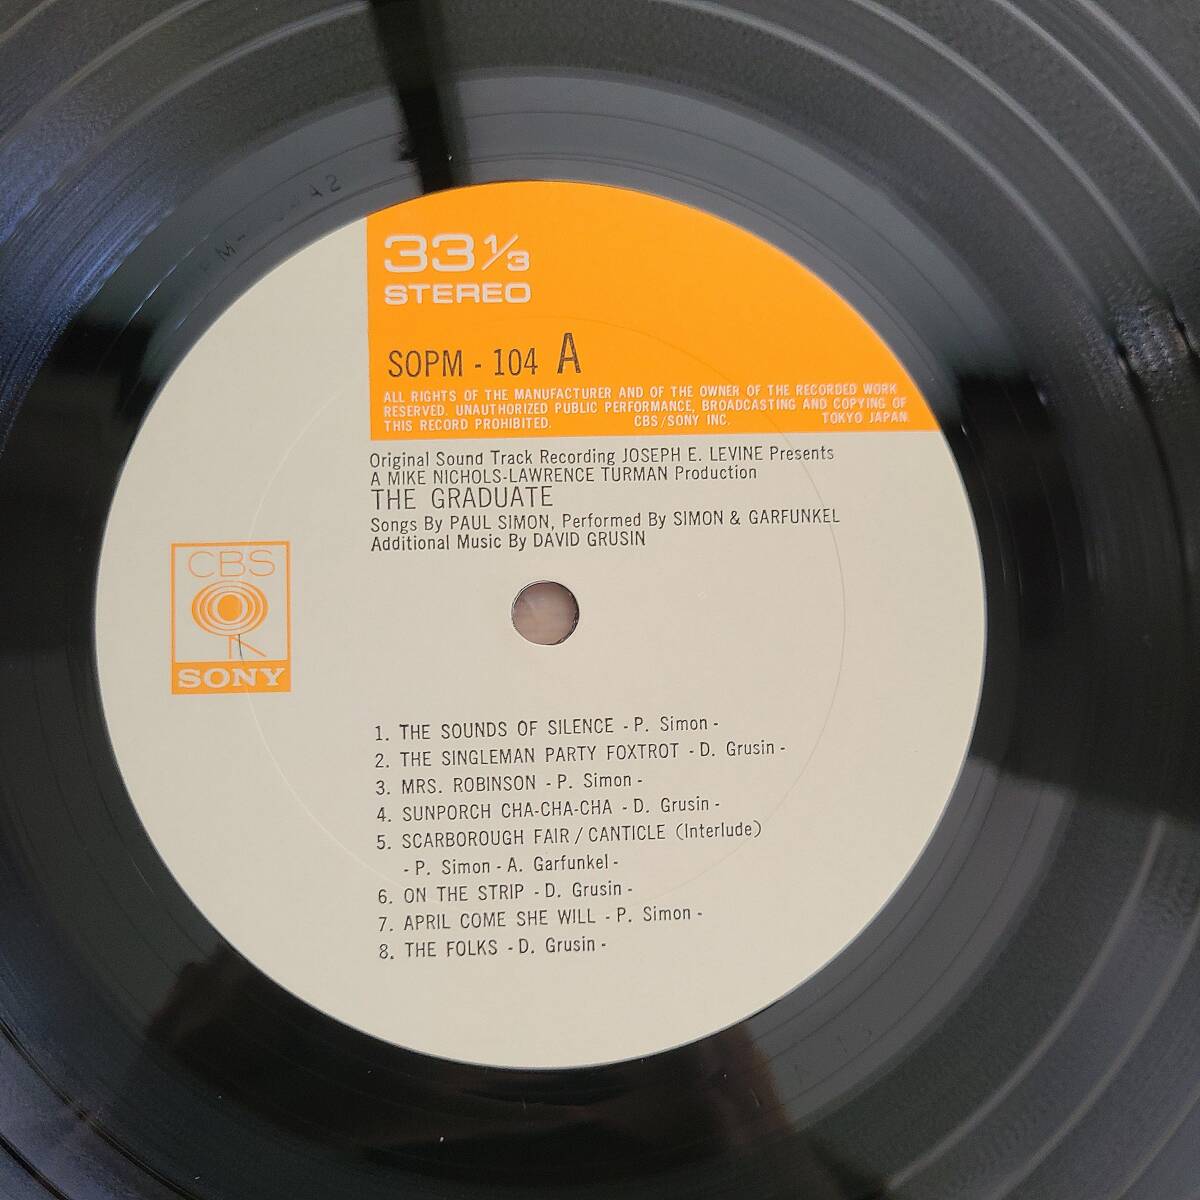 33 1/3
STEREO
SOPM - 104 A
ALL RIGHTS OF THE MANUFACTURER AND OF THE OWNER OF THE RECORDED WORK
RESERVED. UNAUTHORIZED PUBLIC PERFORMANCE, BROADCASTING AND COPYING OF
THIS RECORD PROHIBITED. CBS/SONY INC. TOKYO JAPAN.
Original Sound Track Recording JOSEPH E. LEVINE Presents
A MIKE NICHOLS-LAWRENCE TURMAN Production
THE GRADUATE
Songs By PAUL SIMON, Performed By SIMON & GARFUNKEL
Additional Music By DAVID GRUSIN
CBS
SONY
1. THE SOUNDS OF SILENCE - P. Simon -
2. THE SINGLEMAN PARTY FOXTROT - D. Grusin -
3. MRS. ROBINSON - P. Simon -
4. SUNPORCH CHA-CHA-CHA - D. Grusin -
5. SCARBOROUGH FAIR / CANTICLE (Interlude)
- P. Simon - A. Garfunkel -
6. ON THE STRIP - D. Grusin -
7. APRIL COME SHE WILL - P. Simon -
8. THE FOLKS - D. Grusin -